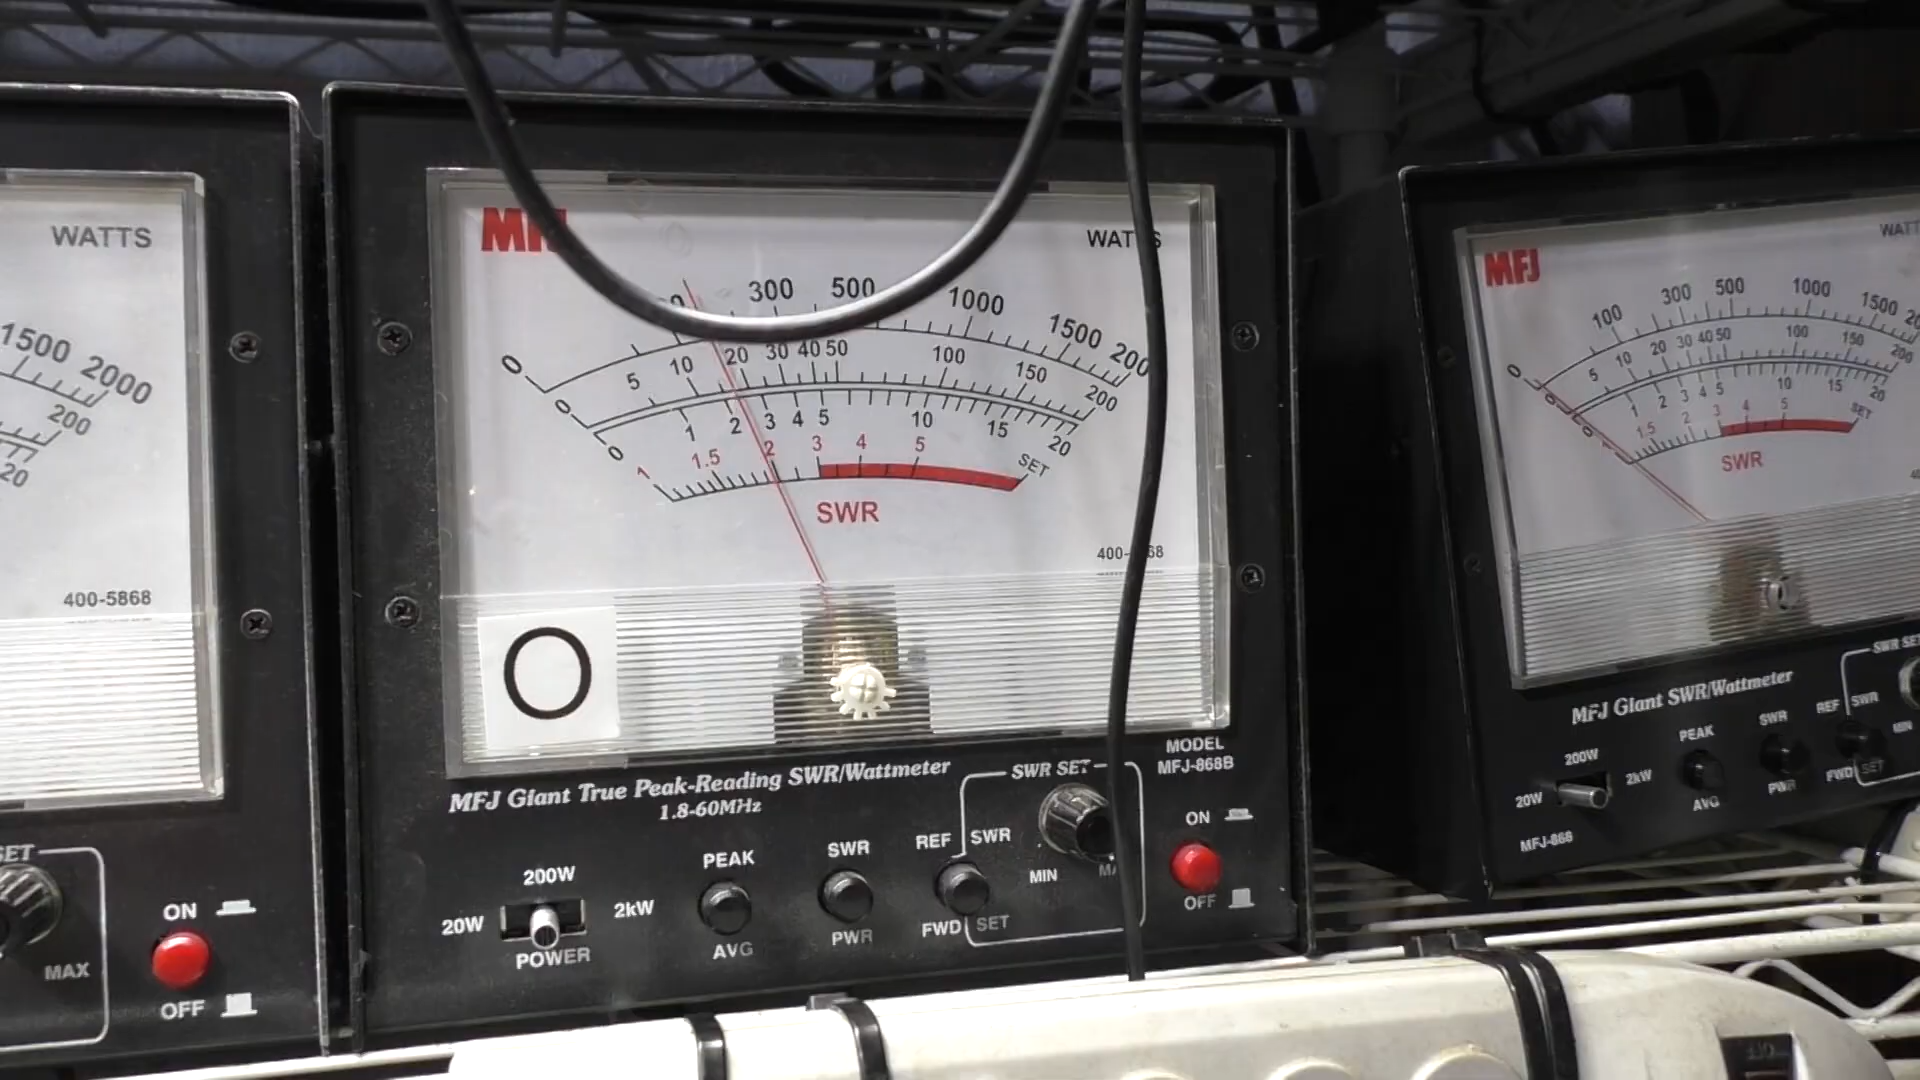 WATTS
1500 2000
200
20
400-5868
SET
MAX
ON
OFF
WATTS
300 500 1000 1500 200
0
5 10 20 30 40 50 100 150 200
0
1 2 3 4 5 10 15 20
0
1 1.5 2 3 4 5 SET
SWR
O
MODEL
MFJ-868B
MFJ Giant True Peak-Reading SWR/Wattmeter
1.8-60MHz
SWR SET
200W
20W
2kW
POWER
PEAK
AVG
SWR
PWR
REF
SWR
FWD
SET
MIN
ON
OFF
MFJ
0 100 300 500 1000 1500
0 5 10 20 30 40 50 100 150 200
0 1 2 3 4 5 10 15 20
1 1.5 2 3 4 5 SET
SWR
MFJ Giant SWR/Wattmeter
SWR SET
200W
20W
2kW
PEAK
AVG
SWR
PWR
REF
SWR
FWD
SET
MIN
MFJ-868